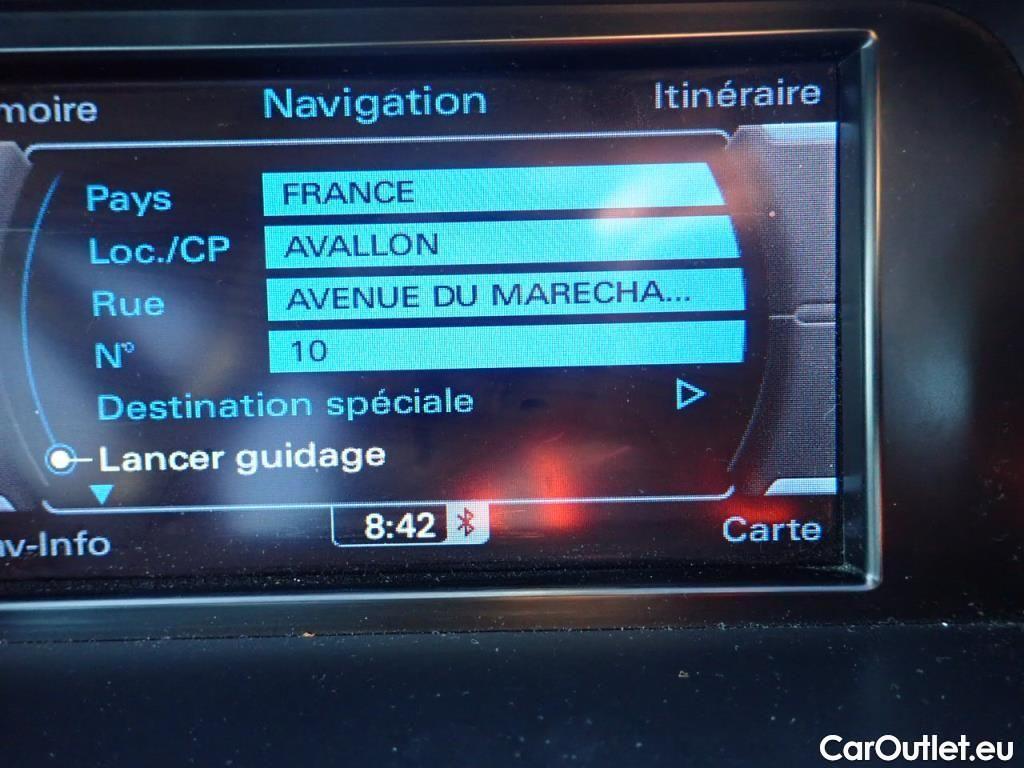 moire Navigation Itinéraire
Pays FRANCE
Loc./CP AVALLON
Rue AVENUE DU MARECHA...
N° 10
Destination spéciale
Lancer guidage
av-Info 8:42 Carte
CarOutlet.eu